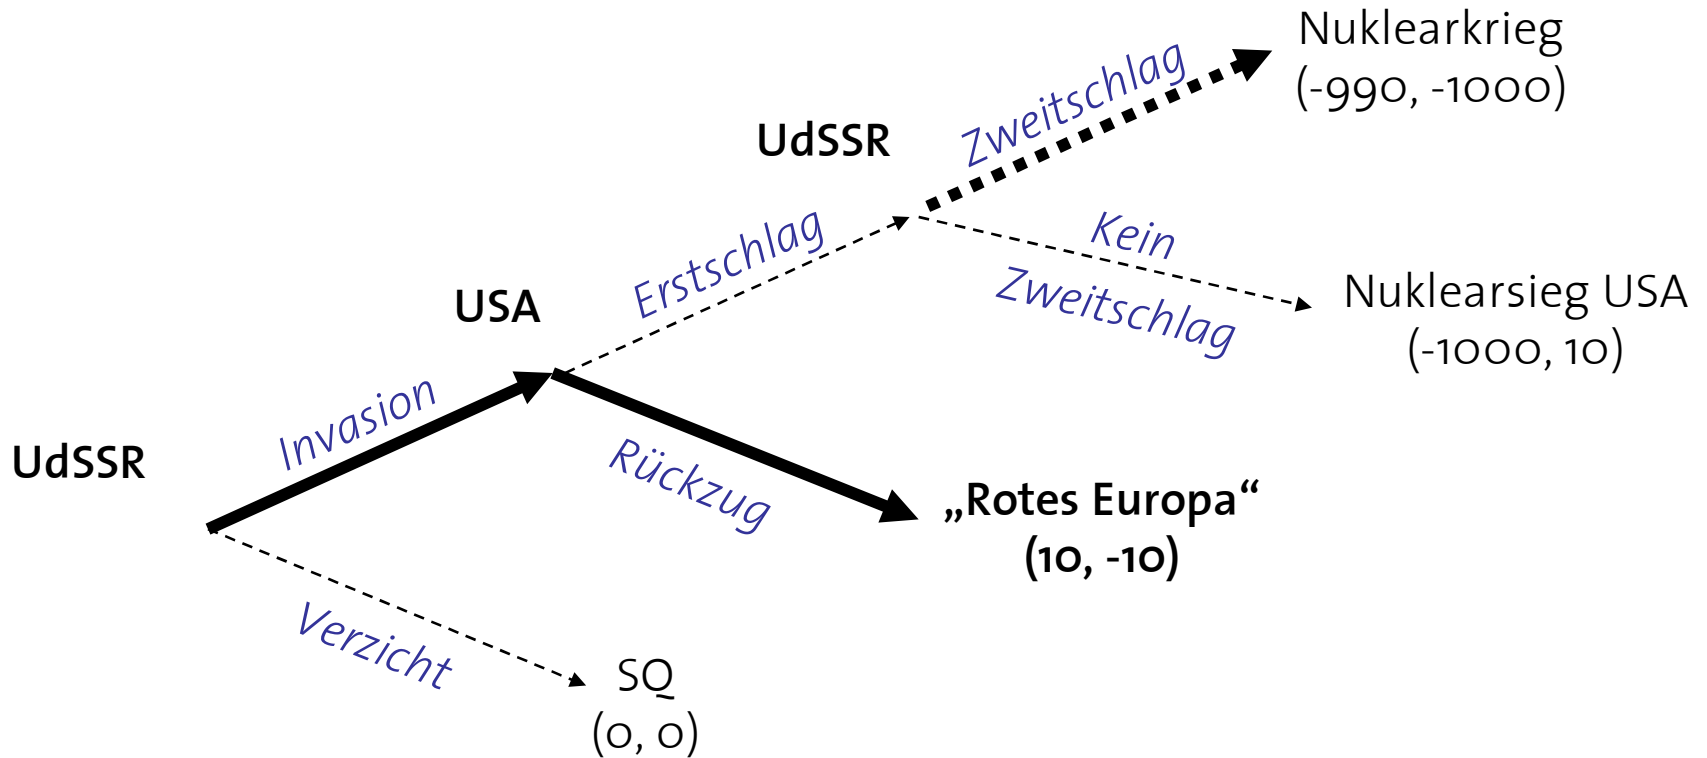 Nuklearkrieg
(-990, -1000)
Zweitschlag
UdSSR
Kein
Zweitschlag
Nuklearsieg USA
(-1000, 10)
Erstschlag
USA
Invasion
Rückzug
UdSSR
„Rotes Europa“
(10, -10)
Verzicht
SQ
(0, 0)